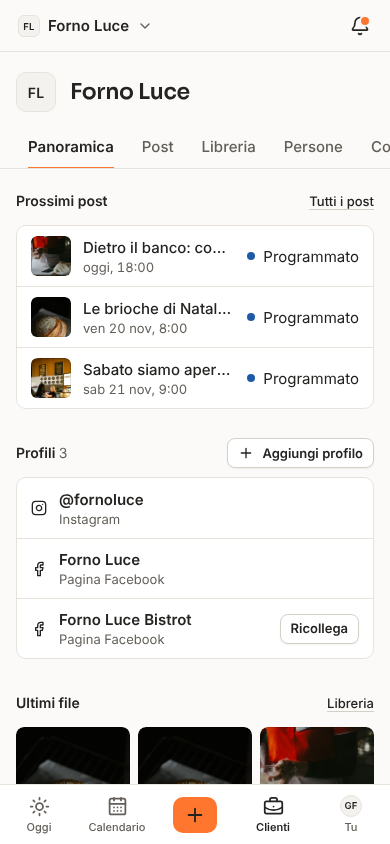 FL Forno Luce
FL Forno Luce
Panoramica Post Libreria Persone Co
Prossimi post Tutti i post
Dietro il banco: co... Programmato
oggi, 18:00
Le brioche di Natal... Programmato
ven 20 nov, 8:00
Sabato siamo aper... Programmato
sab 21 nov, 9:00
Profili 3 Aggiungi profilo
@fornoluce
Instagram
Forno Luce
Pagina Facebook
Forno Luce Bistrot Ricollega
Pagina Facebook
Ultimi file Libreria
GF
Oggi Calendario Clienti Tu